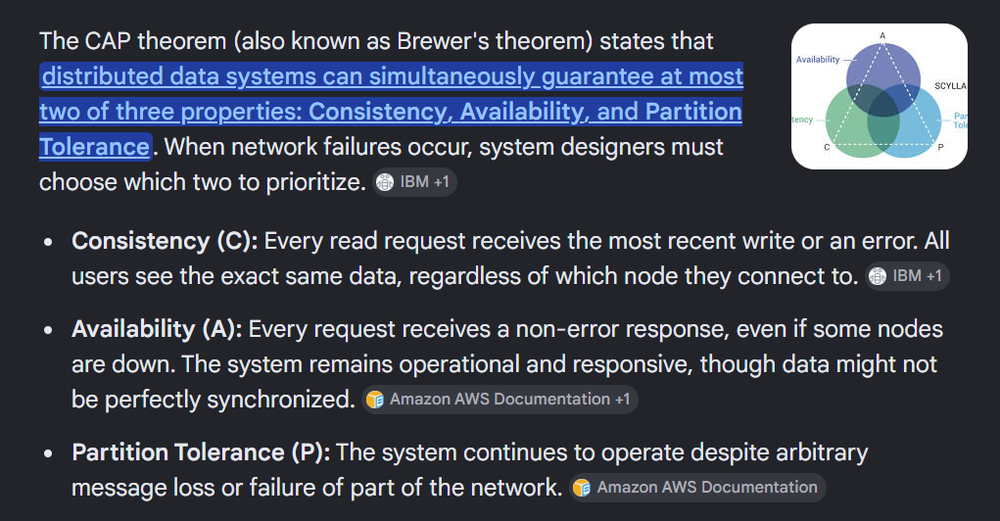 The CAP theorem (also known as Brewer's theorem) states that
distributed data systems can simultaneously guarantee at most
two of three properties: Consistency, Availability, and Partition
Tolerance. When network failures occur, system designers must
choose which two to prioritize. IBM +1
A
Availability
SCYLLA
tency
Par
Tole
C
P
• Consistency (C): Every read request receives the most recent write or an error. All
users see the exact same data, regardless of which node they connect to. IBM +1
• Availability (A): Every request receives a non-error response, even if some nodes
are down. The system remains operational and responsive, though data might not
be perfectly synchronized. Amazon AWS Documentation +1
• Partition Tolerance (P): The system continues to operate despite arbitrary
message loss or failure of part of the network. Amazon AWS Documentation